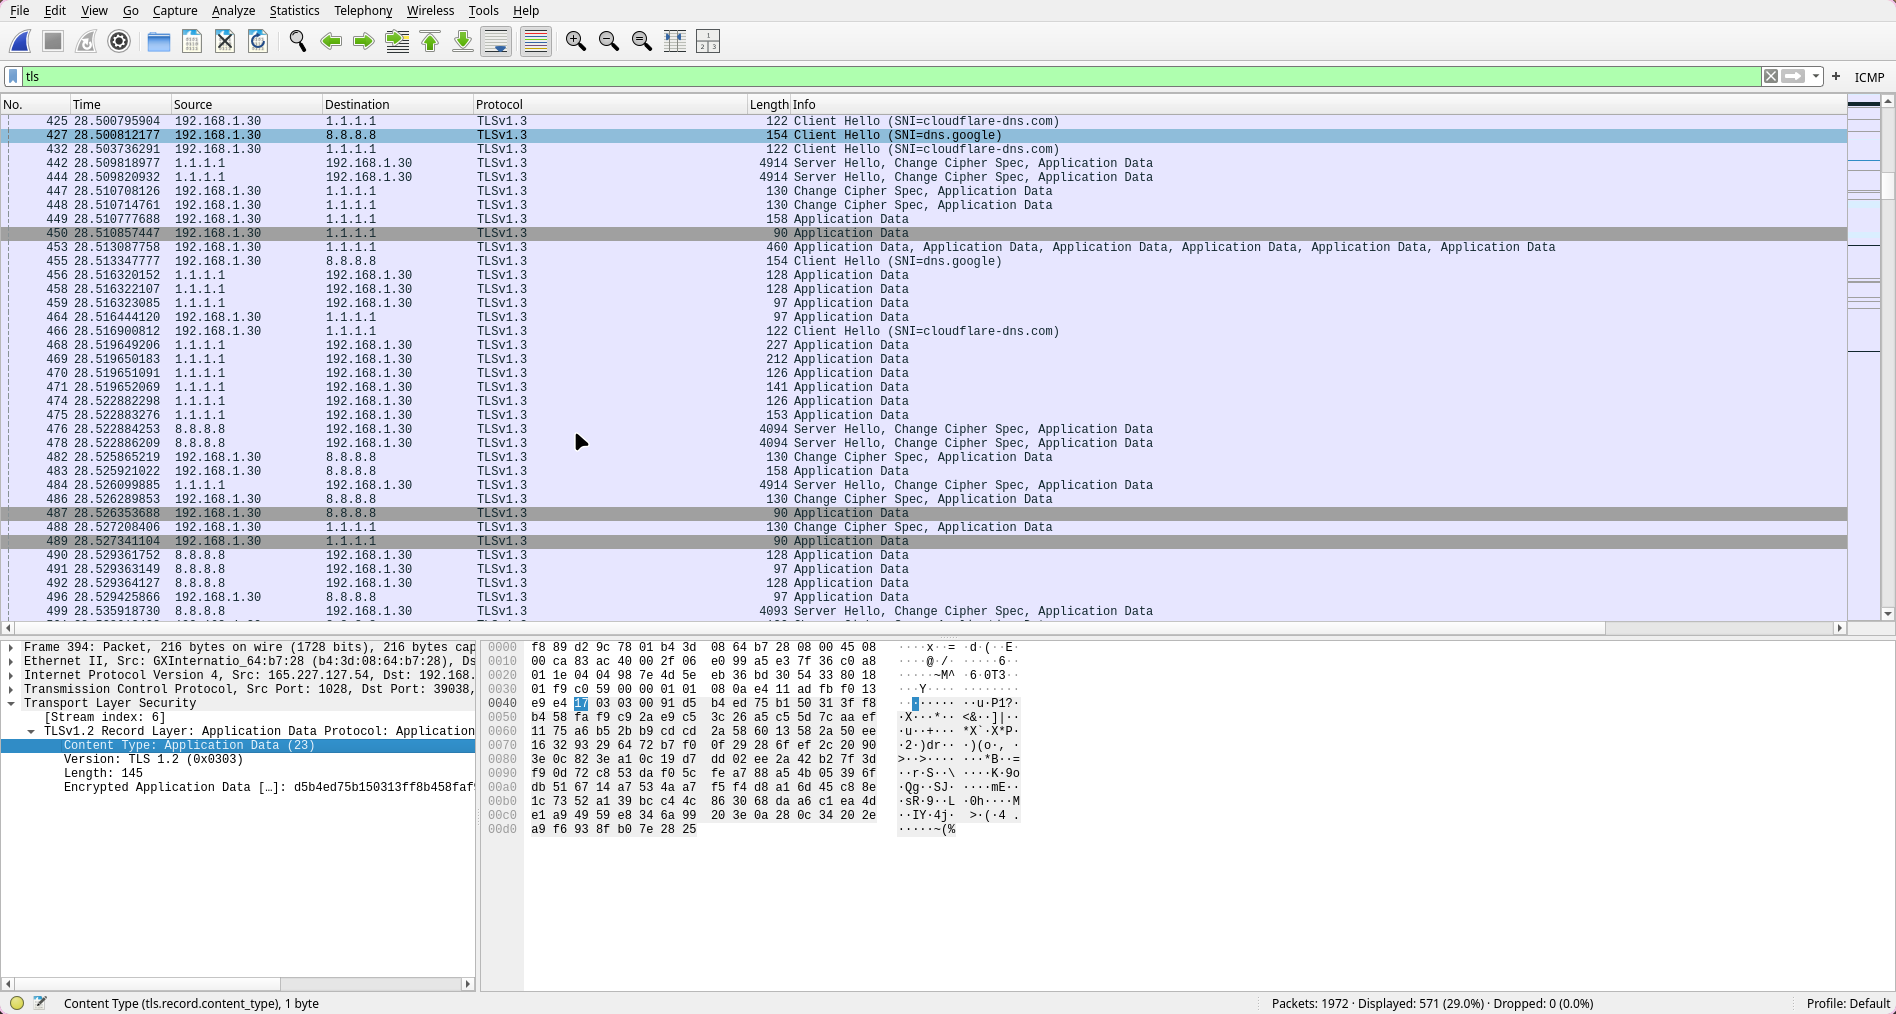 File Edit View Go Capture Analyze Statistics Telephony Wireless Tools Help
tls
ICMP
No. Time Source Destination Protocol Length Info
425 28.500795904 192.168.1.30 1.1.1.1 TLSv1.3 122 Client Hello (SNI=cloudflare-dns.com)
427 28.500812177 192.168.1.30 8.8.8.8 TLSv1.3 154 Client Hello (SNI=dns.google)
432 28.503736291 192.168.1.30 1.1.1.1 TLSv1.3 122 Client Hello (SNI=cloudflare-dns.com)
442 28.509818977 1.1.1.1 192.168.1.30 TLSv1.3 4914 Server Hello, Change Cipher Spec, Application Data
444 28.509820932 1.1.1.1 192.168.1.30 TLSv1.3 4914 Server Hello, Change Cipher Spec, Application Data
447 28.510708126 192.168.1.30 1.1.1.1 TLSv1.3 130 Change Cipher Spec, Application Data
448 28.510714761 192.168.1.30 1.1.1.1 TLSv1.3 130 Change Cipher Spec, Application Data
449 28.510777688 192.168.1.30 1.1.1.1 TLSv1.3 158 Application Data
450 28.510857447 192.168.1.30 1.1.1.1 TLSv1.3 90 Application Data
453 28.513087758 192.168.1.30 1.1.1.1 TLSv1.3 460 Application Data, Application Data, Application Data, Application Data, Application Data, Application Data
455 28.513347777 192.168.1.30 8.8.8.8 TLSv1.3 154 Client Hello (SNI=dns.google)
456 28.516320152 1.1.1.1 192.168.1.30 TLSv1.3 128 Application Data
458 28.516322107 1.1.1.1 192.168.1.30 TLSv1.3 128 Application Data
459 28.516323085 1.1.1.1 192.168.1.30 TLSv1.3 97 Application Data
464 28.516444120 192.168.1.30 1.1.1.1 TLSv1.3 97 Application Data
466 28.516900812 192.168.1.30 1.1.1.1 TLSv1.3 122 Client Hello (SNI=cloudflare-dns.com)
468 28.519649206 1.1.1.1 192.168.1.30 TLSv1.3 227 Application Data
469 28.519650183 1.1.1.1 192.168.1.30 TLSv1.3 212 Application Data
470 28.519651091 1.1.1.1 192.168.1.30 TLSv1.3 126 Application Data
471 28.519652069 1.1.1.1 192.168.1.30 TLSv1.3 141 Application Data
474 28.522882298 1.1.1.1 192.168.1.30 TLSv1.3 126 Application Data
475 28.522883276 1.1.1.1 192.168.1.30 TLSv1.3 153 Application Data
476 28.522884253 8.8.8.8 192.168.1.30 TLSv1.3 4094 Server Hello, Change Cipher Spec, Application Data
478 28.522886209 8.8.8.8 192.168.1.30 TLSv1.3 4094 Server Hello, Change Cipher Spec, Application Data
482 28.525865219 192.168.1.30 8.8.8.8 TLSv1.3 130 Change Cipher Spec, Application Data
483 28.525921022 192.168.1.30 8.8.8.8 TLSv1.3 158 Application Data
484 28.526099885 1.1.1.1 192.168.1.30 TLSv1.3 4914 Server Hello, Change Cipher Spec, Application Data
486 28.526289853 192.168.1.30 8.8.8.8 TLSv1.3 130 Change Cipher Spec, Application Data
487 28.526353688 192.168.1.30 8.8.8.8 TLSv1.3 90 Application Data
488 28.527208406 192.168.1.30 1.1.1.1 TLSv1.3 130 Change Cipher Spec, Application Data
489 28.527341104 192.168.1.30 1.1.1.1 TLSv1.3 90 Application Data
490 28.529361752 8.8.8.8 192.168.1.30 TLSv1.3 128 Application Data
491 28.529363149 8.8.8.8 192.168.1.30 TLSv1.3 97 Application Data
492 28.529364127 8.8.8.8 192.168.1.30 TLSv1.3 128 Application Data
496 28.529425866 192.168.1.30 8.8.8.8 TLSv1.3 97 Application Data
499 28.535918730 8.8.8.8 192.168.1.30 TLSv1.3 4093 Server Hello, Change Cipher Spec, Application Data
Frame 394: Packet, 216 bytes on wire (1728 bits), 216 bytes cap
Ethernet II, Src: GXInternatio_64:b7:28 (b4:3d:08:64:b7:28), Ds
Internet Protocol Version 4, Src: 165.227.127.54, Dst: 192.168.
Transmission Control Protocol, Src Port: 1028, Dst Port: 39038,
Transport Layer Security
[Stream index: 6]
TLSv1.2 Record Layer: Application Data Protocol: Application
Content Type: Application Data (23)
Version: TLS 1.2 (0x0303)
Length: 145
Encrypted Application Data […]: d5b4ed75b150313ff8b458faf
0000 f8 89 d2 9c 78 01 b4 3d 08 64 b7 28 08 00 45 08 ····x··= ·d·(··E·
0010 00 ca 83 ac 40 00 2f 06 e0 99 a5 e3 7f 36 c0 a8 ····@·/· ·····6··
0020 01 1e 04 04 98 7e 4d 5e eb 36 bd 30 54 33 80 18 ·····~M^ ·6·0T3··
0030 01 f9 c0 59 00 00 01 01 08 0a e4 11 ad fb f0 13 ···Y···· ········
0040 e9 e4 17 03 03 00 91 d5 b4 ed 75 b1 50 31 3f f8 ········ ··u·P1?·
0050 b4 58 fa f9 c9 2a e9 c5 3c 26 a5 c5 5d 7c aa ef ·X···*·· <&··]|··
0060 11 75 a6 b5 2b b9 cd cd 2a 58 60 13 58 2a 50 ee ·u··+··· *X`·X*P·
0070 16 32 93 29 64 72 b7 f0 0f 29 28 6f ef 2c 20 90 ·2·)dr·· ·)(o·, ·
0080 3e 0c 82 3e a1 0c 19 d7 dd 02 ee 2a 42 b2 7f 3d >··>···· ···*B··=
0090 f9 0d 72 c8 53 da f0 5c fe a7 88 a5 4b 05 39 6f ··r·S··\ ····K·9o
00a0 db 51 67 14 a7 53 4a a7 f5 f4 d8 a1 6d 45 c8 8e ·Qg··SJ· ····mE··
00b0 1c 73 52 a1 39 bc c4 4c 86 30 68 da a6 c1 ea 4d ·sR·9··L ·0h····M
00c0 e1 a9 49 59 e8 34 6a 99 20 3e 0a 28 0c 34 20 2e ··IY·4j· >·(·4 .
00d0 a9 f6 93 8f b0 7e 28 25 ·····~(%
Content Type (tls.record.content_type), 1 byte
Packets: 1972 · Displayed: 571 (29.0%) · Dropped: 0 (0.0%)
Profile: Default